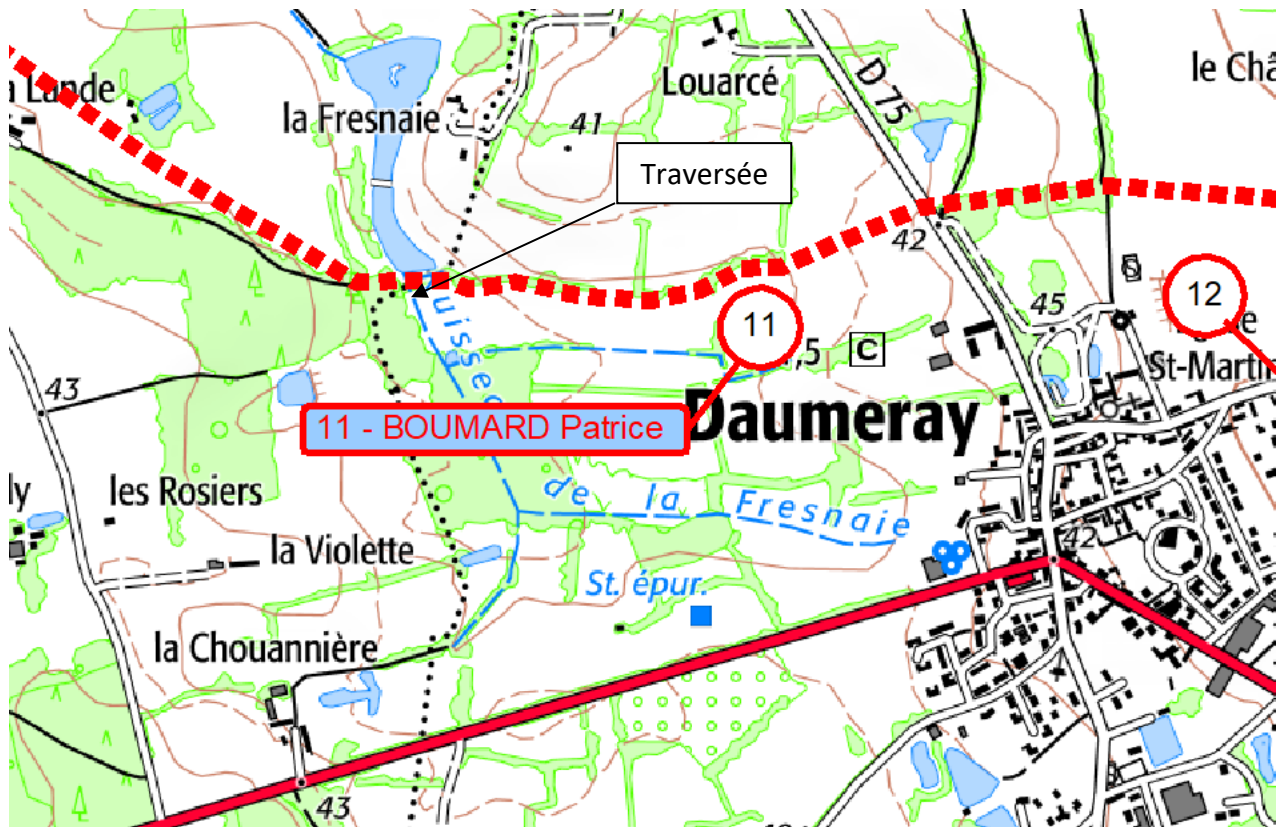 Lande
la Fresnaie
41
Louarcé
D 75
le Châ
Traversée
42
45
12
11
,5
C
St-Martin
43
uisse
11 - BOUMARD Patrice
Daumeray
de la Fresnaie
ly
les Rosiers
la Violette
42
St. épur.
la Chouannière
43